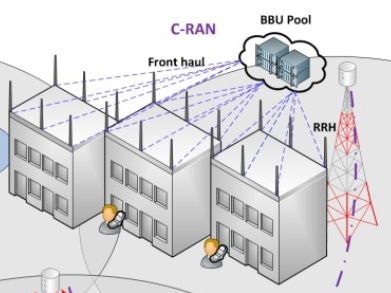 BBU Pool
C-RAN
Front haul
RRH